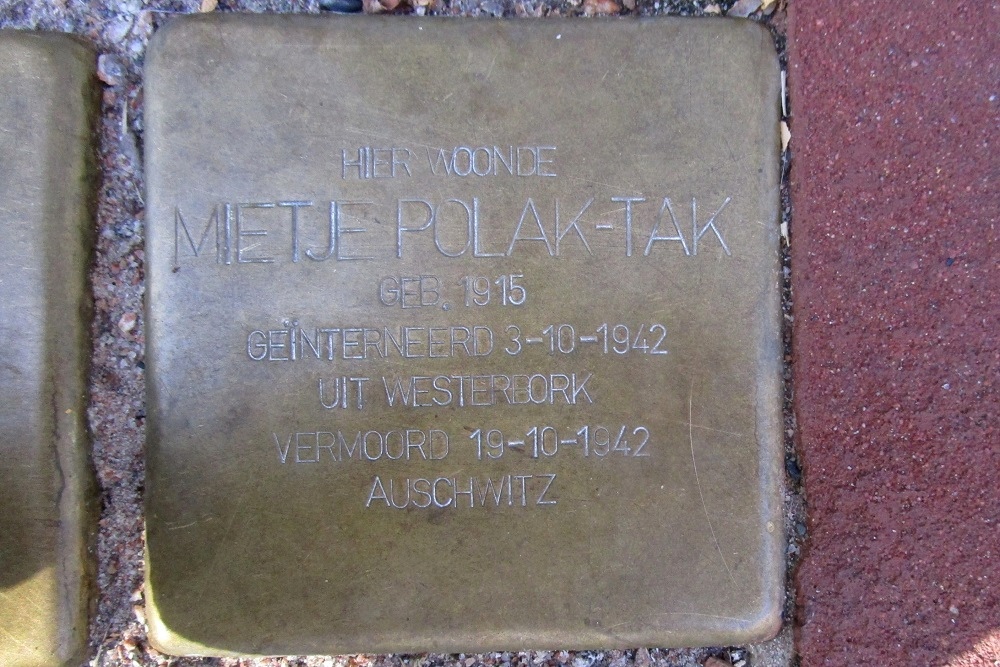 HIER WOONDE
MIETJE POLAK-TAK
GEB. 1915
GEÏNTERNEERD 3-10-1942
UIT WESTERBORK
VERMOORD 19-10-1942
AUSCHWITZ